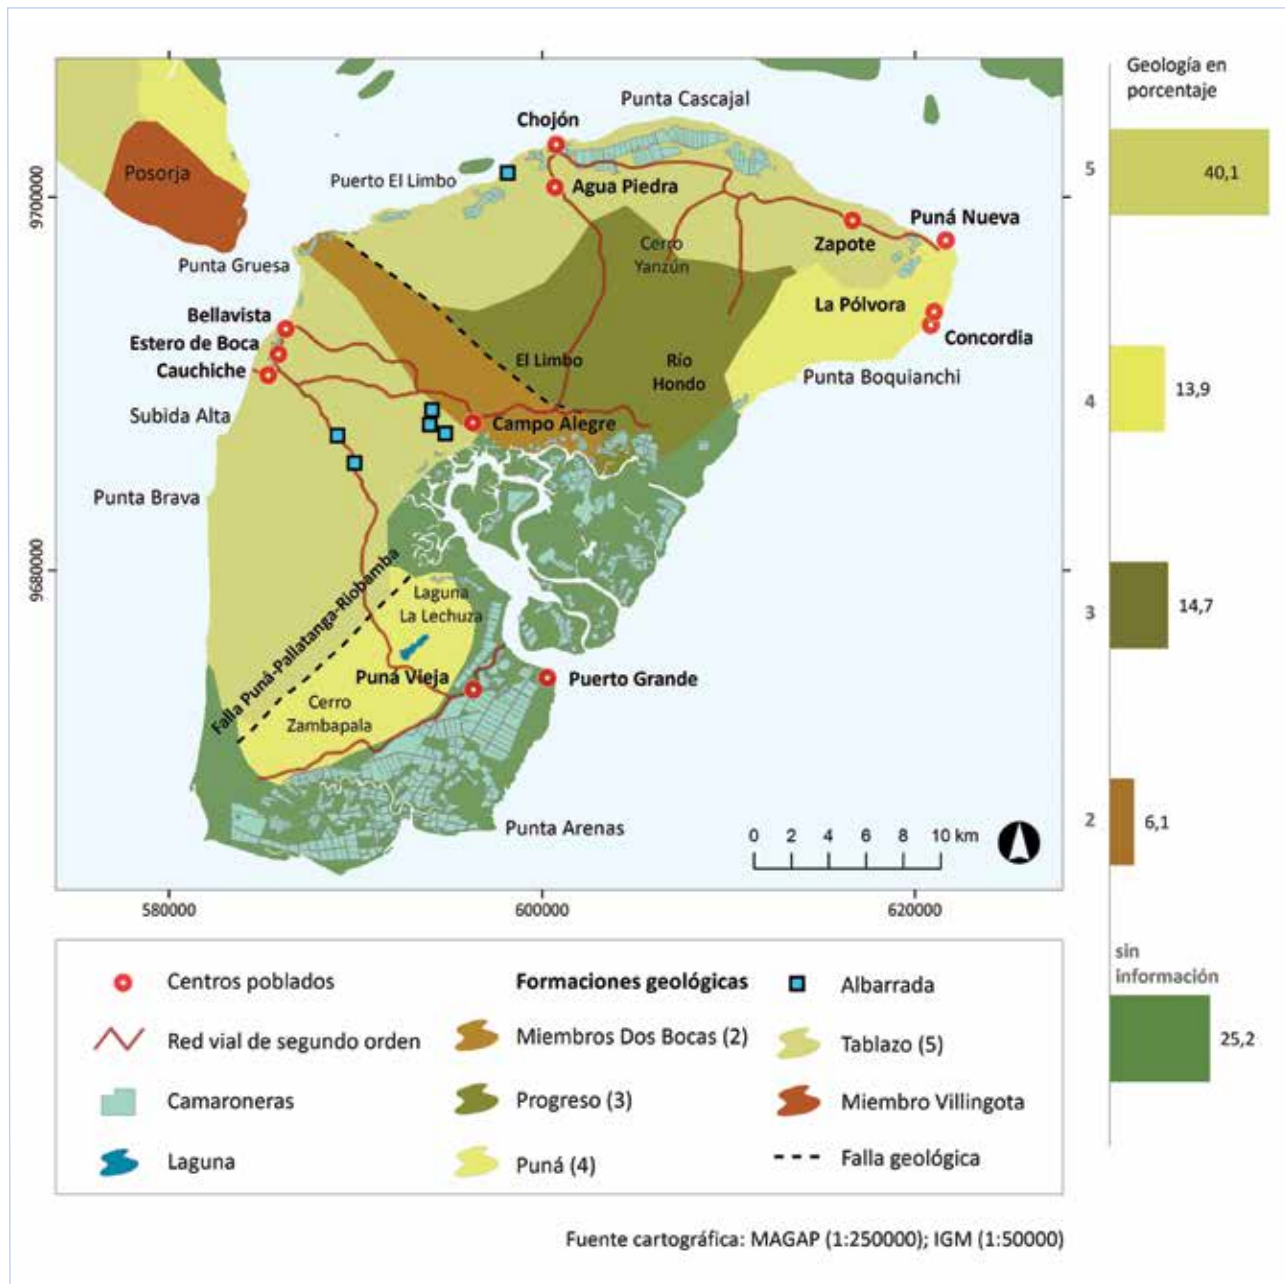 Geología en
porcentaje
Punta Cascajal
Chojón
5
40,1
Posorja
Puerto El Limbo
Agua Piedra
9700000
Puná Nueva
Zapote
Cerro
Yanzún
Punta Gruesa
La Pólvora
Bellavista
Concordia
Estero de Boca
El Limbo
Río
Hondo
Cauchiche
Punta Boquianchi
4
13,9
Subida Alta
Campo Alegre
Punta Brava
9680000
Falla Puná-Pallatanga-Riobamba
Laguna
La Lechuza
3
14,7
Puná Vieja
Puerto Grande
Cerro
Zambapala
Punta Arenas
0 2 4 6 8 10 km
2
6,1
580000
600000
620000
sin
información
25,2
Centros poblados
Formaciones geológicas
Albarrada
Red vial de segundo orden
Miembros Dos Bocas (2)
Tablazo (5)
Camaroneras
Progreso (3)
Miembro Villingota
Laguna
Puná (4)
Falla geológica
Fuente cartográfica: MAGAP (1:250000); IGM (1:50000)